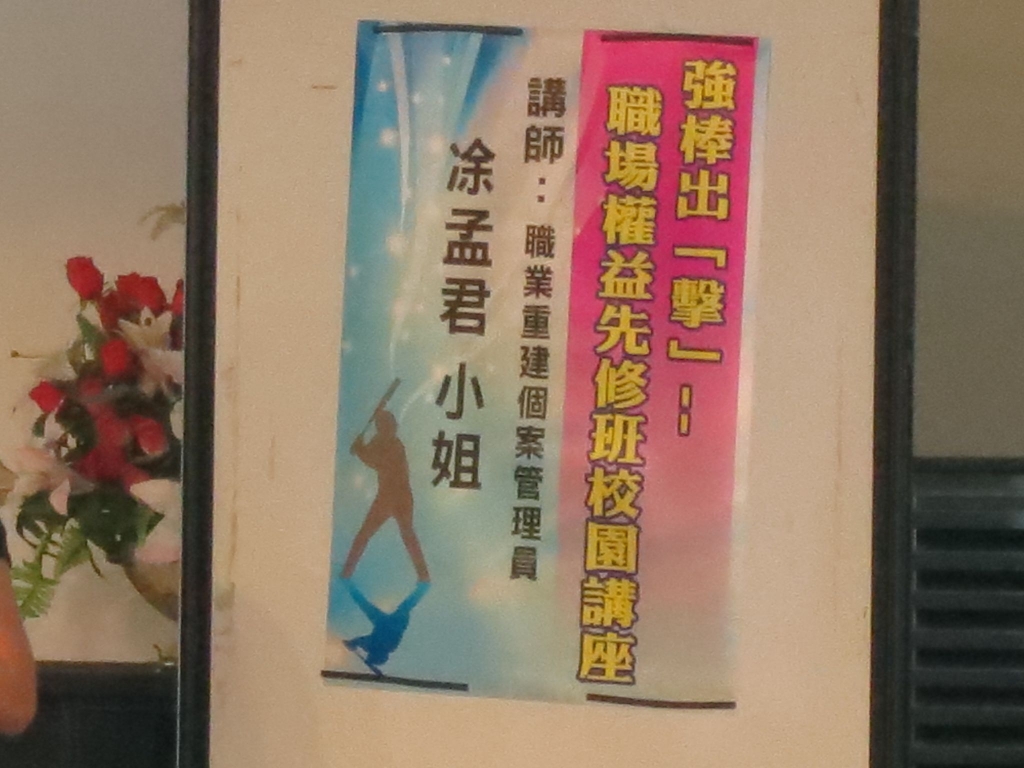 強棒出「擊」--
職場權益先修班校園講座
講師：職業重建個案管理員
凃孟君 小姐